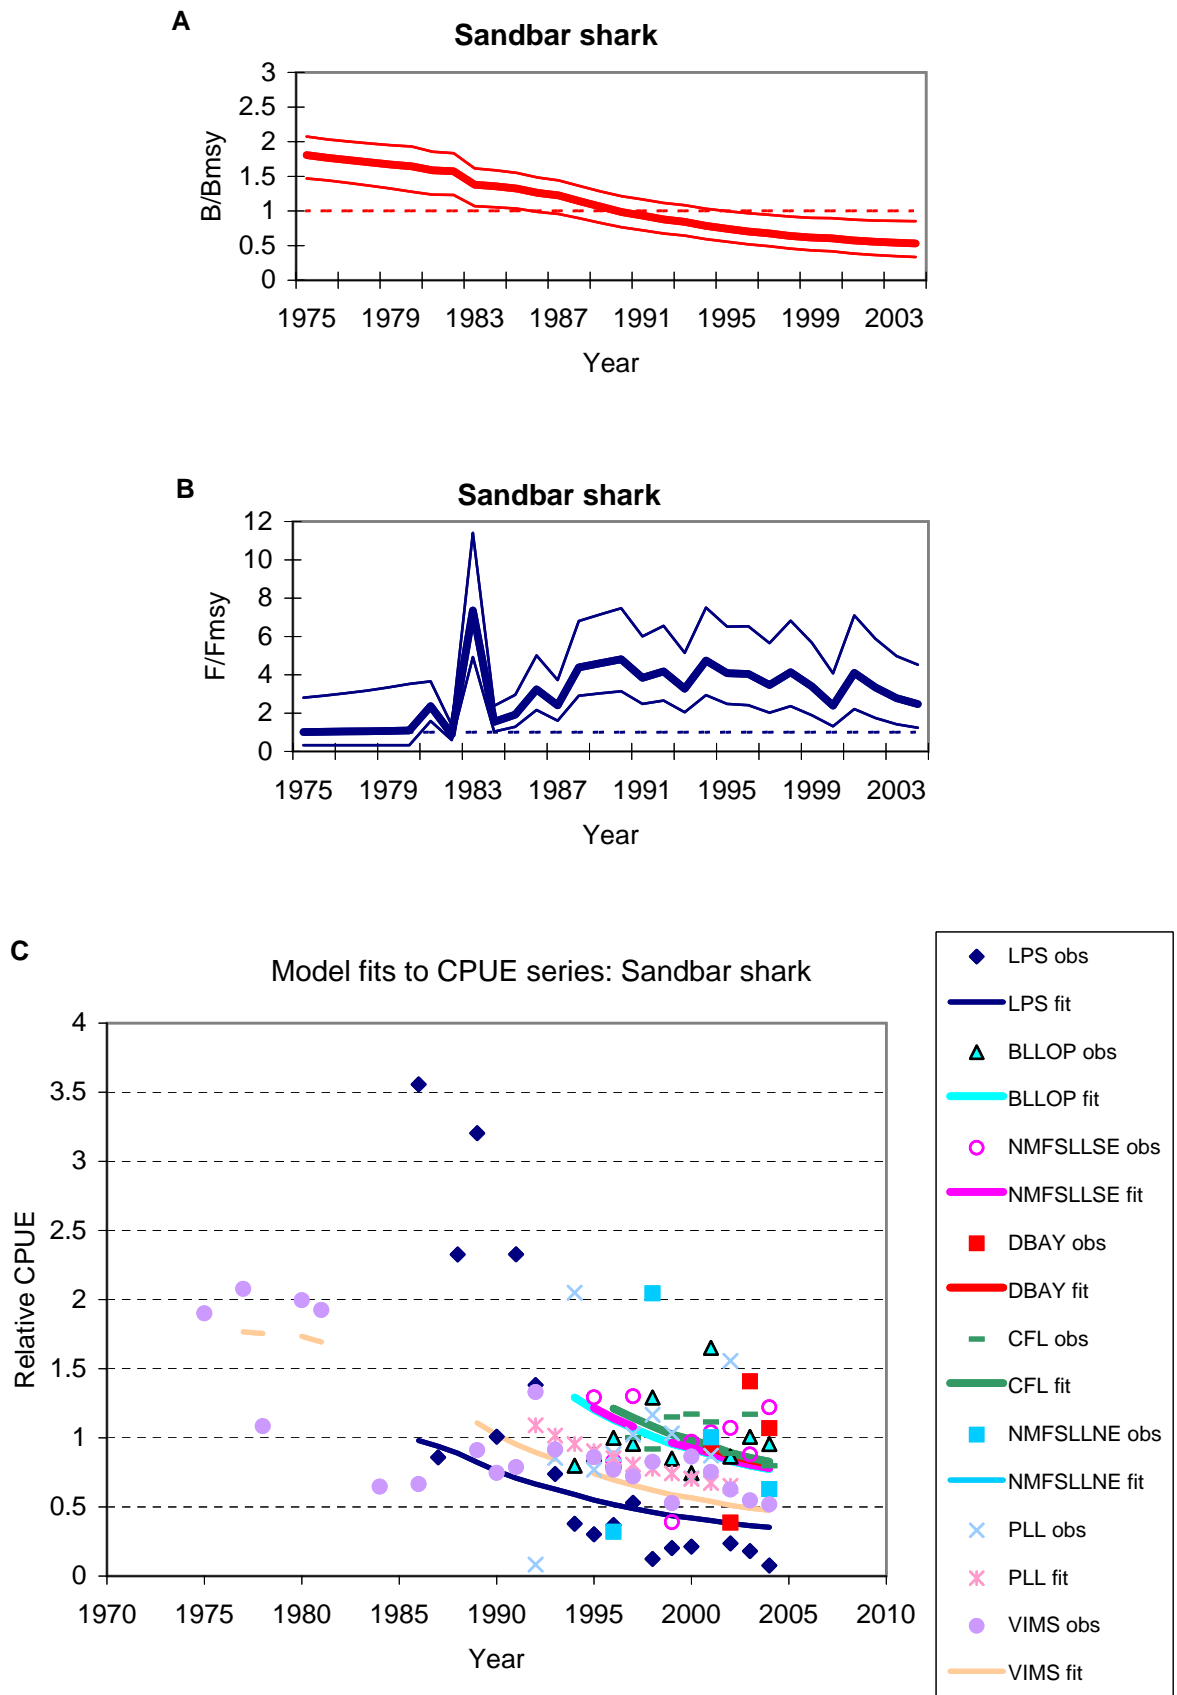 A
Sandbar shark
3
2.5
2
1.5
1
0.5
0
B/Bmsy
1975 1979 1983 1987 1991 1995 1999 2003
Year
B
Sandbar shark
12
10
8
6
4
2
0
F/Fmsy
1975 1979 1983 1987 1991 1995 1999 2003
Year
C
Model fits to CPUE series: Sandbar shark
4
3.5
3
2.5
2
1.5
1
0.5
0
Relative CPUE
1970 1975 1980 1985 1990 1995 2000 2005 2010
Year
LPS obs
LPS fit
BLLOP obs
BLLOP fit
NMFSLLSE obs
NMFSLLSE fit
DBAY obs
DBAY fit
CFL obs
CFL fit
NMFSLLNE obs
NMFSLLNE fit
PLL obs
PLL fit
VIMS obs
VIMS fit